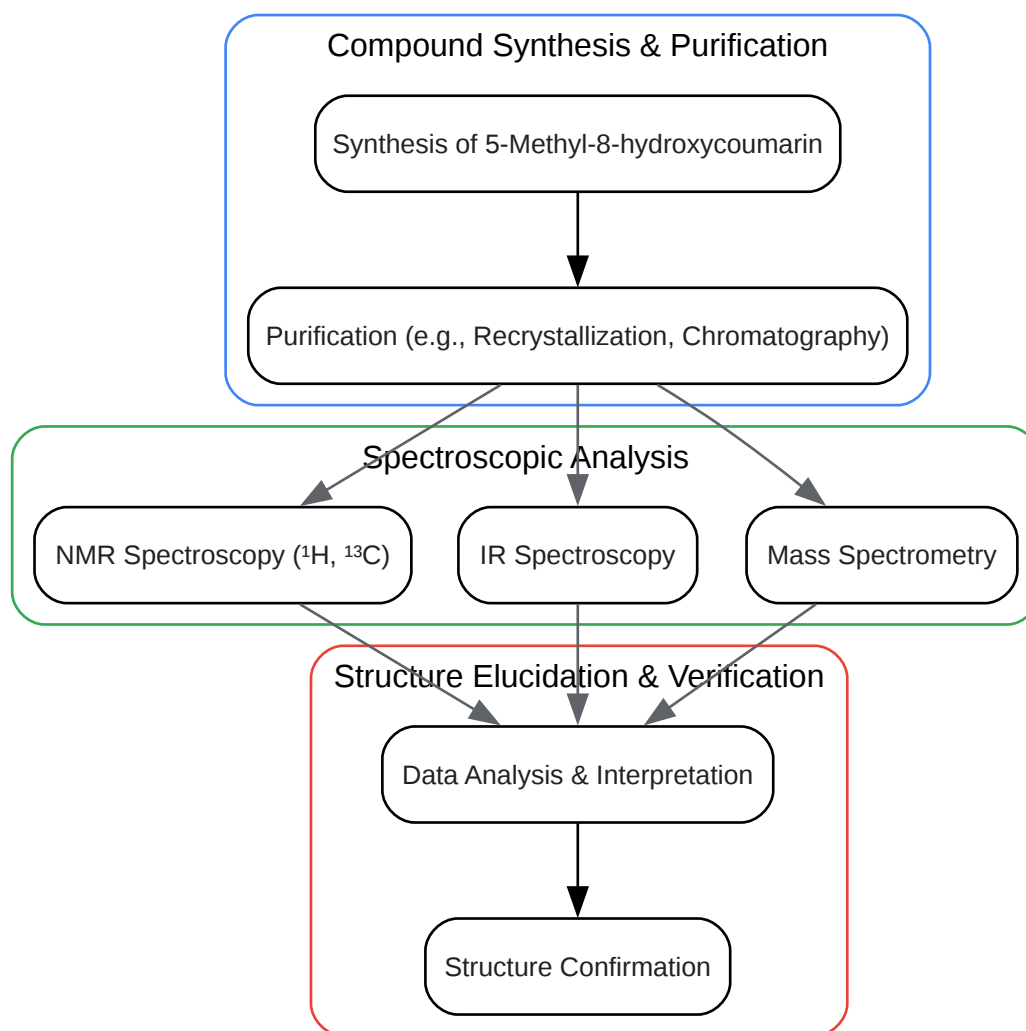 Compound Synthesis & Purification
Synthesis of 5-Methyl-8-hydroxycoumarin
Purification (e.g., Recrystallization, Chromatography)
Spectroscopic Analysis
NMR Spectroscopy (¹H, ¹³C)
IR Spectroscopy
Mass Spectrometry
Structure Elucidation & Verification
Data Analysis & Interpretation
Structure Confirmation